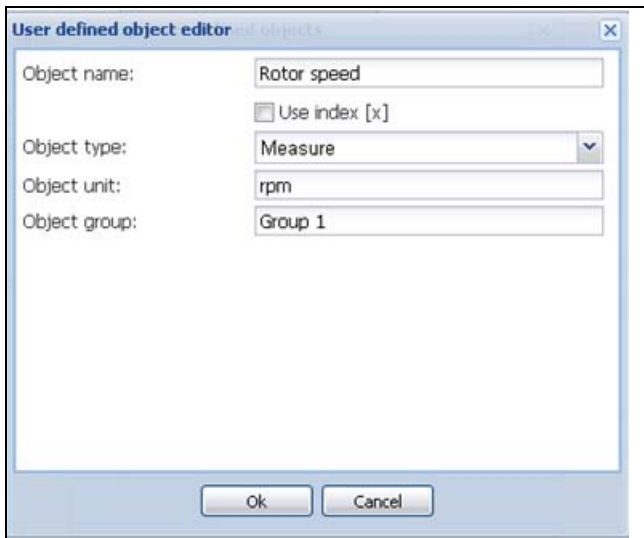 User defined object editor
Object name: Rotor speed
Use index [x]
Object type: Measure
Object unit: rpm
Object group: Group 1
Ok Cancel